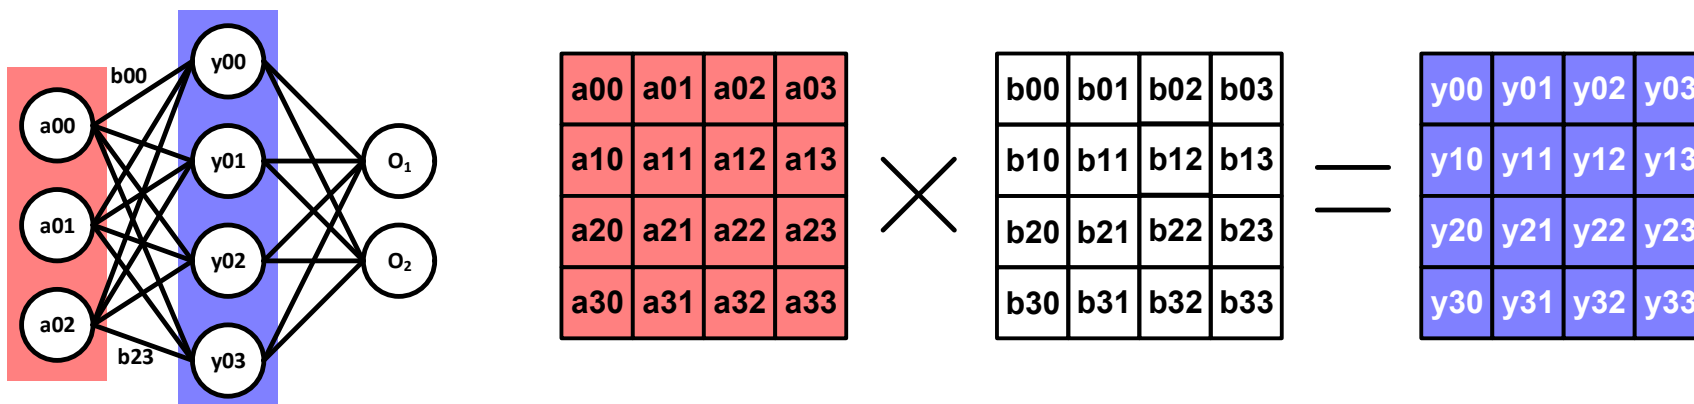 b00
a00
a01
a02
b23
y00
y01
y02
y03
O₁
O₂
a00 a01 a02 a03
a10 a11 a12 a13
a20 a21 a22 a23
a30 a31 a32 a33
b00 b01 b02 b03
b10 b11 b12 b13
b20 b21 b22 b23
b30 b31 b32 b33
y00 y01 y02 y03
y10 y11 y12 y13
y20 y21 y22 y23
y30 y31 y32 y33